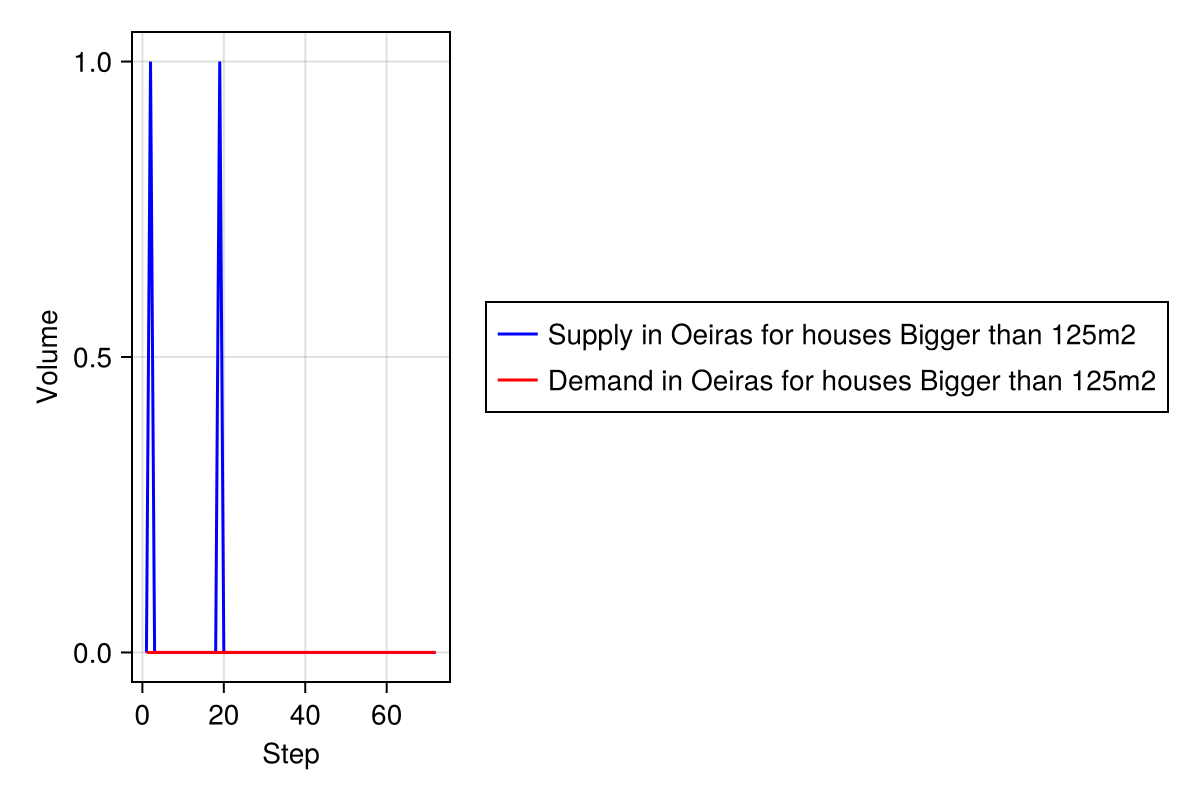 1.0
0.5
0.0
Volume
0 20 40 60
Step
Supply in Oeiras for houses Bigger than 125m2
Demand in Oeiras for houses Bigger than 125m2